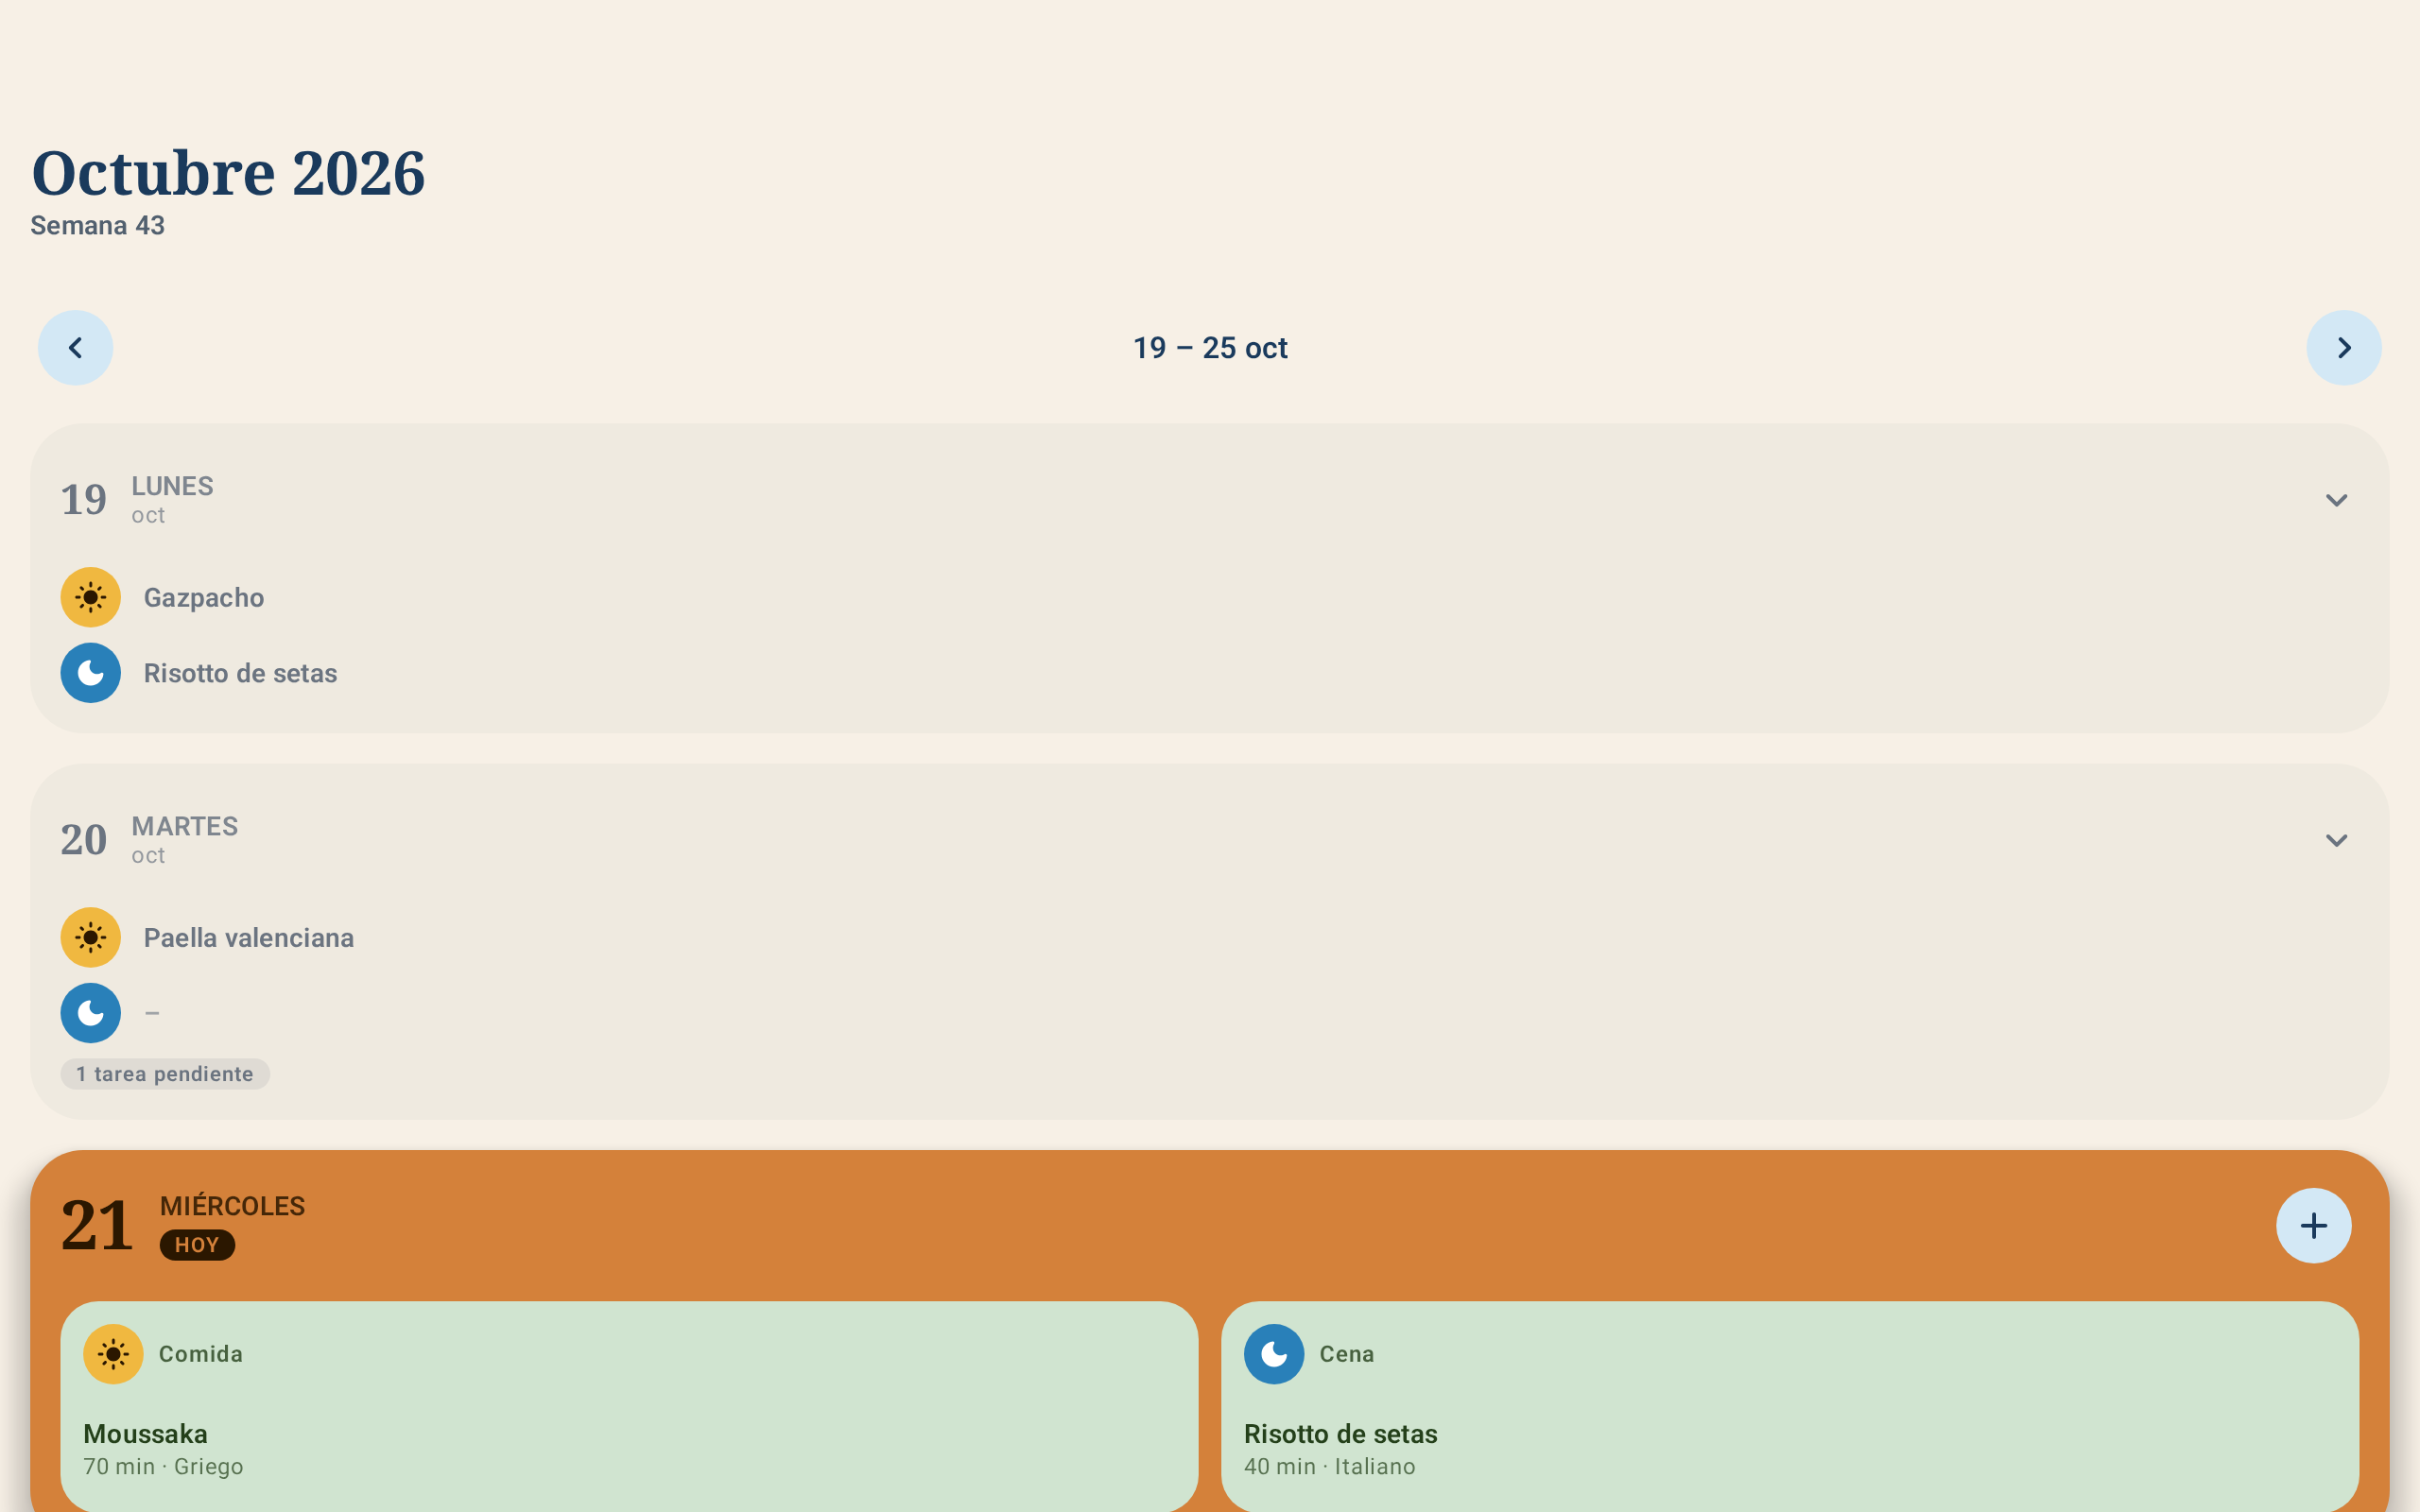 Octubre 2026
Semana 43
19 – 25 oct
19
LUNES
oct
Gazpacho
Risotto de setas
20
MARTES
oct
Paella valenciana
–
1 tarea pendiente
21
MIÉRCOLES
HOY
Comida
Moussaka
70 min · Griego
Cena
Risotto de setas
40 min · Italiano